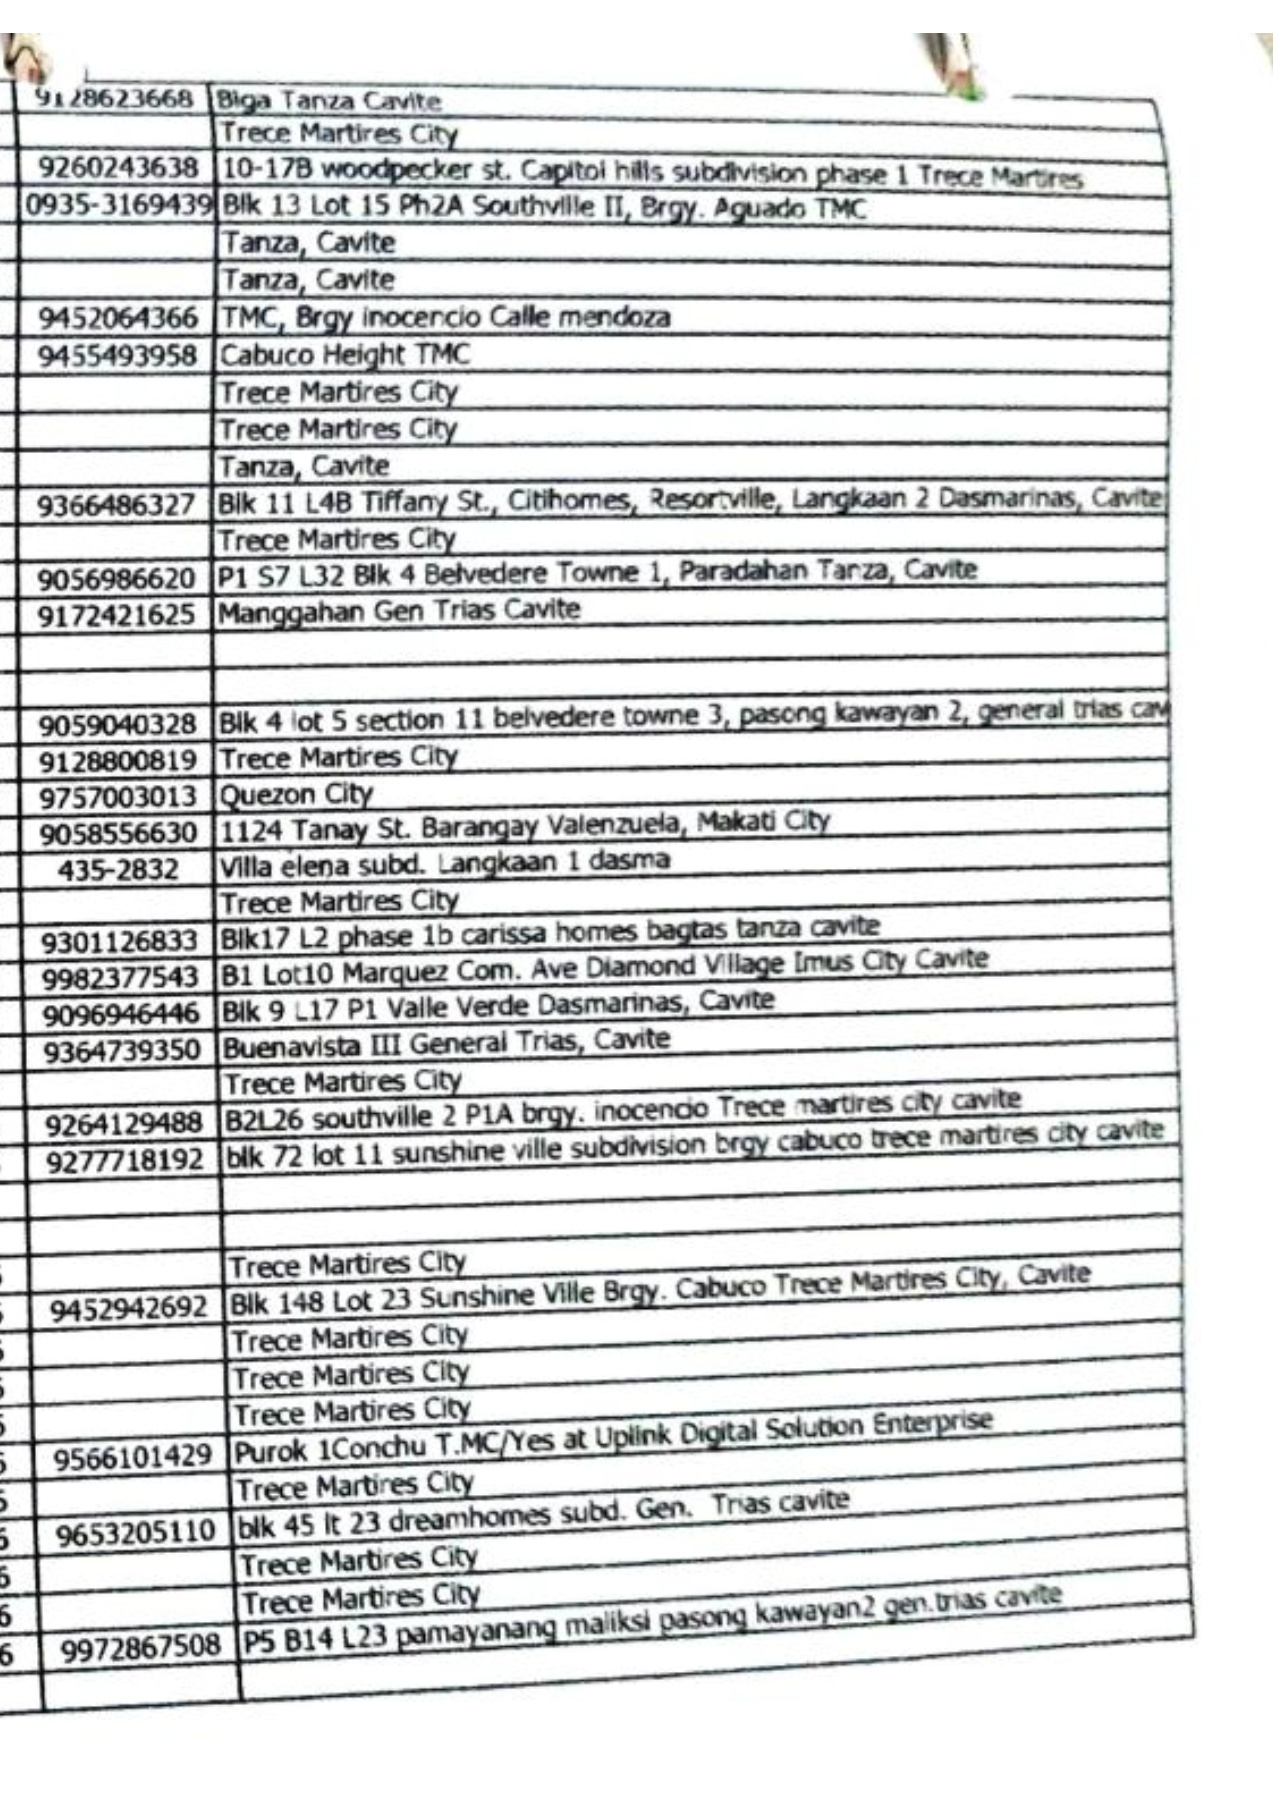 9128623668 Biga Tanza Cavite
Trece Martires City
9260243638 10-17B woodpecker st. Capitol hills subdivision phase 1 Trece Martires
0935-3169439 Blk 13 Lot 15 Ph2A Southville II, Brgy. Aguado TMC
Tanza, Cavite
Tanza, Cavite
9452064366 TMC, Brgy inocencio Calle mendoza
9455493958 Cabuco Height TMC
Trece Martires City
Trece Martires City
Tanza, Cavite
9366486327 Blk 11 L4B Tiffany St., Citihomes, Resortville, Langkaan 2 Dasmarinas, Cavite
Trece Martires City
9056986620 P1 S7 L32 Blk 4 Belvedere Towne 1, Paradahan Tanza, Cavite
9172421625 Manggahan Gen Trias Cavite
9059040328 Blk 4 lot 5 section 11 belvedere towne 3, pasong kawayan 2, general trias cav
9128800819 Trece Martires City
9757003013 Quezon City
9058556630 1124 Tanay St. Barangay Valenzuela, Makati City
435-2832 Villa elena subd. Langkaan 1 dasma
Trece Martires City
9301126833 Blk17 L2 phase 1b carissa homes bagtas tanza cavite
9982377543 B1 Lot10 Marquez Com. Ave Diamond Village Imus City Cavite
9096946446 Blk 9 L17 P1 Valle Verde Dasmarinas, Cavite
9364739350 Buenavista III General Trias, Cavite
Trece Martires City
9264129488 B2L26 southville 2 P1A brgy. inocencio Trece martires city cavite
9277718192 blk 72 lot 11 sunshine ville subdivision brgy cabuco trece martires city cavite
Trece Martires City
9452942692 Blk 148 Lot 23 Sunshine Ville Brgy. Cabuco Trece Martires City, Cavite
Trece Martires City
Trece Martires City
Trece Martires City
9566101429 Purok 1Conchu T.MC/Yes at Uplink Digital Solution Enterprise
Trece Martires City
6 9653205110 blk 45 lt 23 dreamhomes subd. Gen. Trias cavite
6 Trece Martires City
6 Trece Martires City
6 9972867508 P5 B14 L23 pamayanang maliksi pasong kawayan2 gen.trias cavite